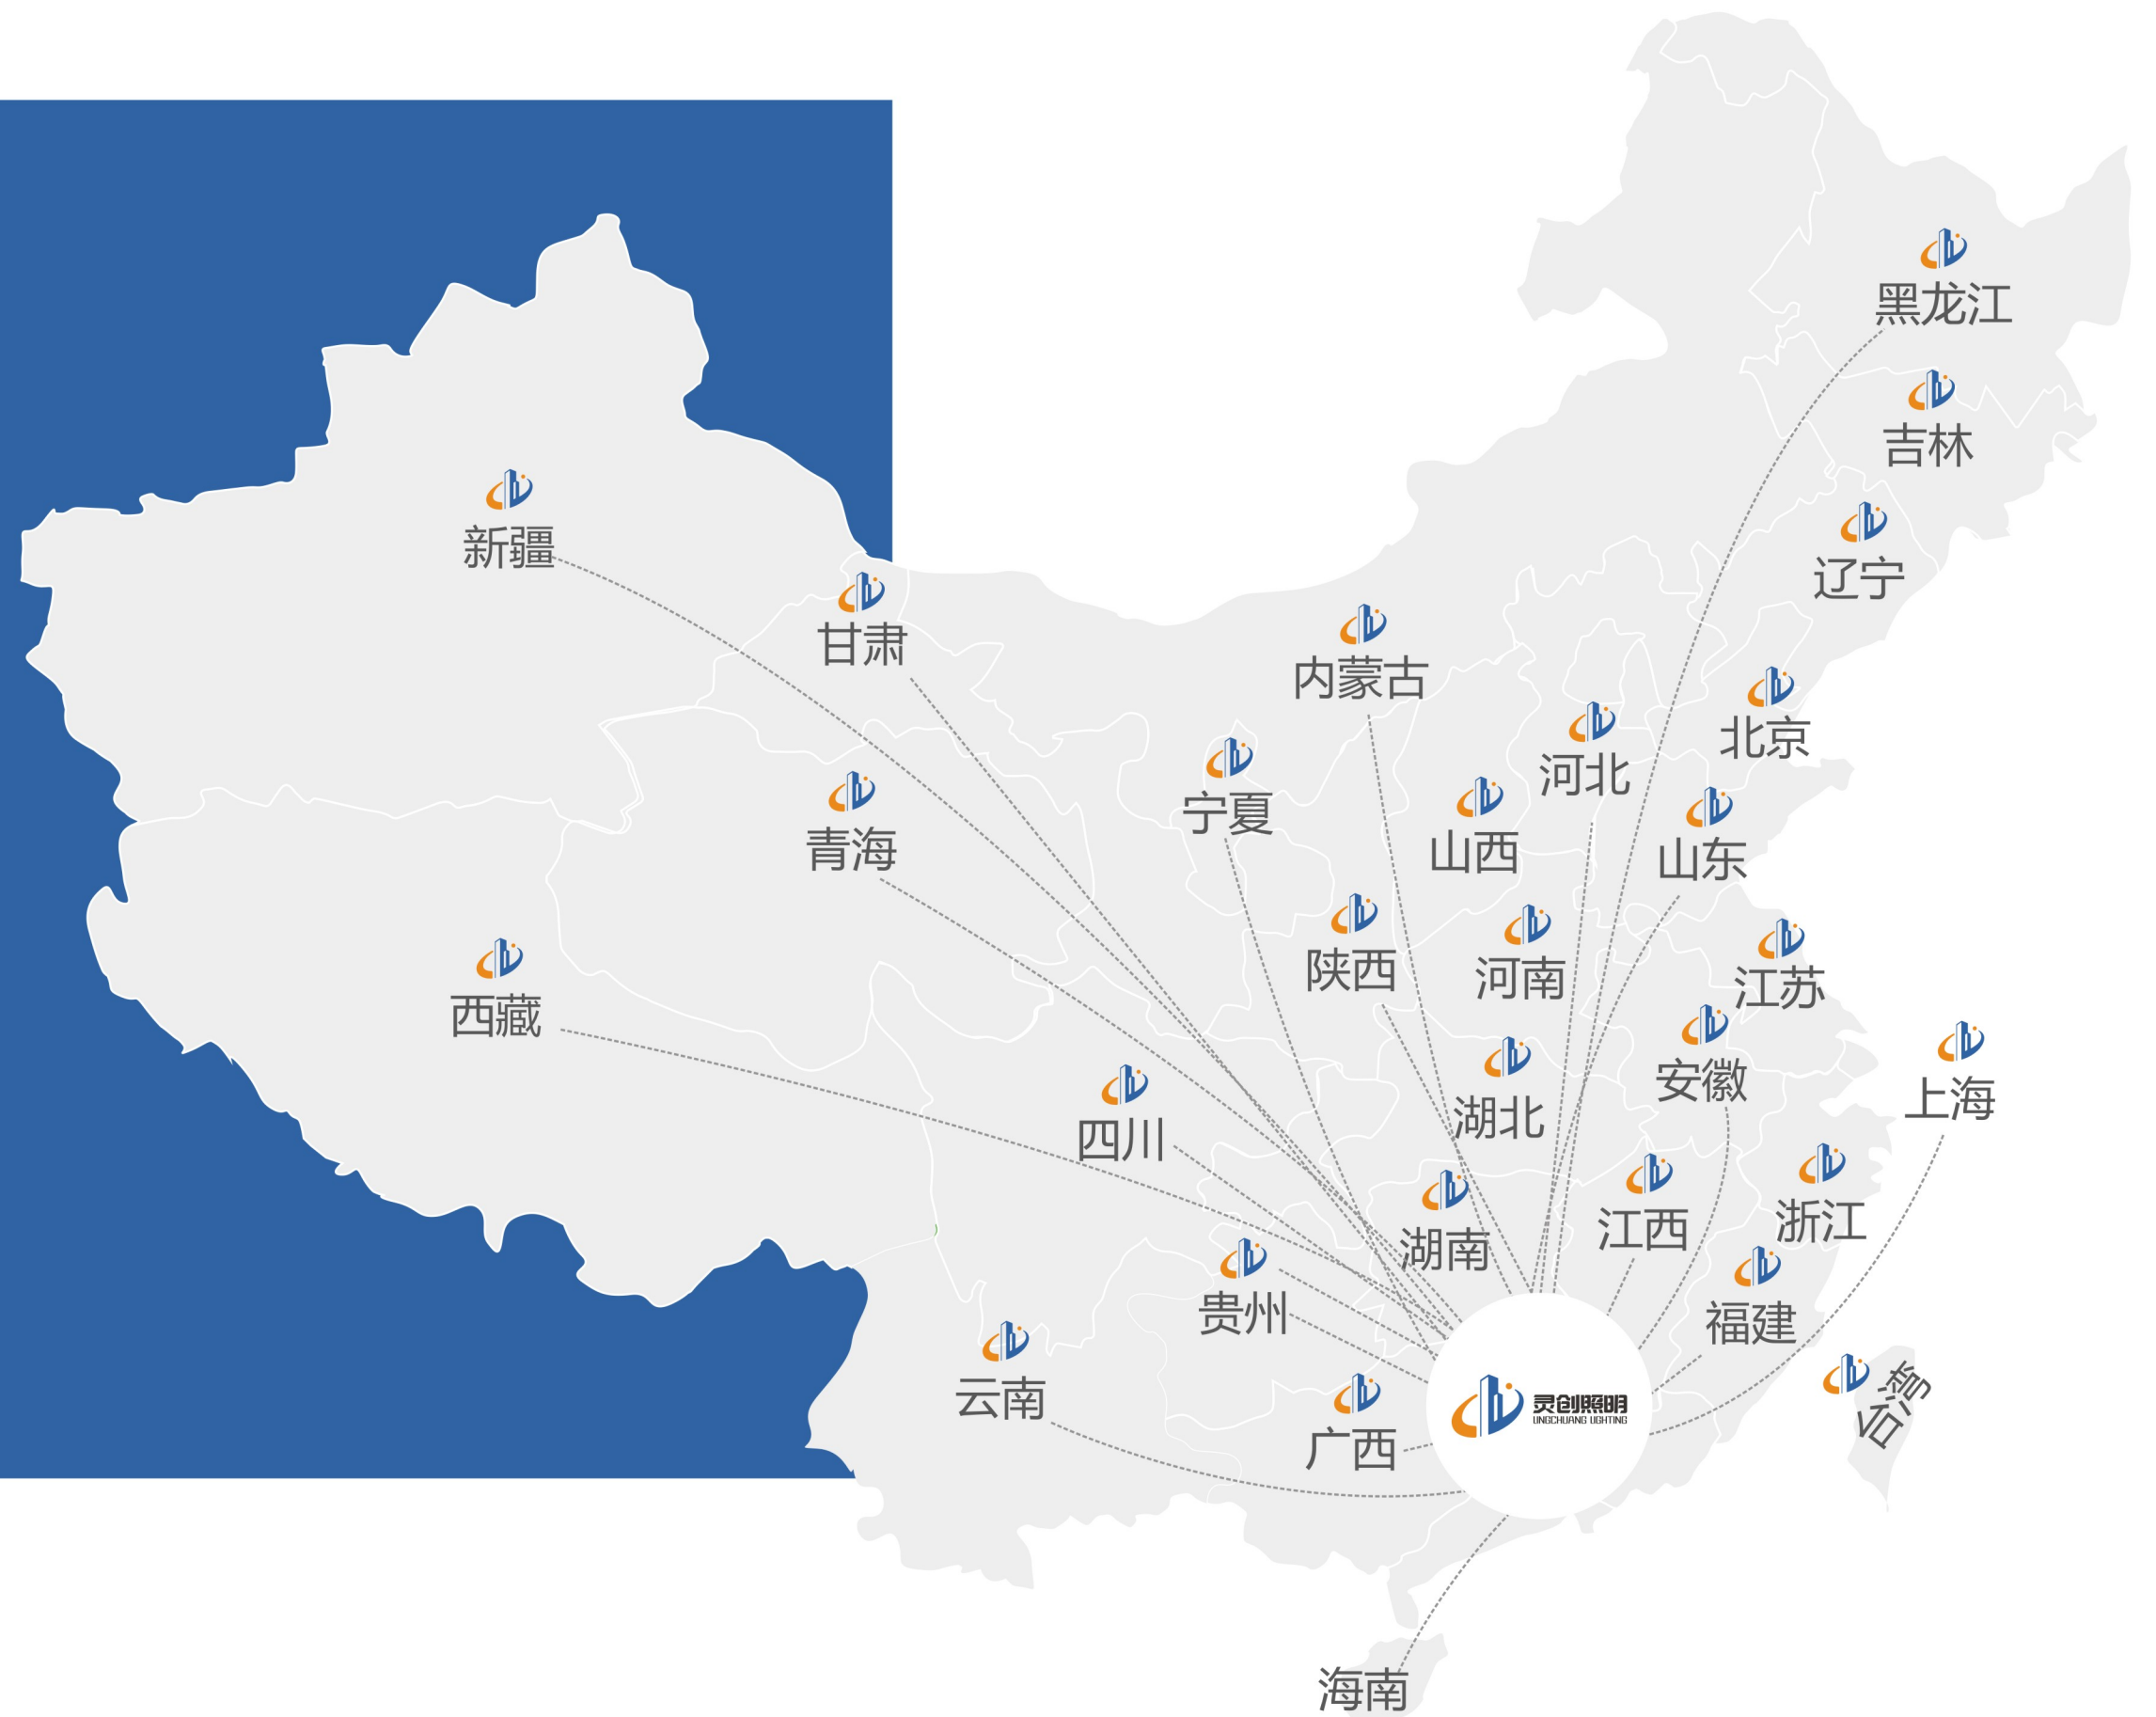 黑龙江
吉林
新疆
辽宁
甘肃
内蒙古
北京
河北
宁夏
山西
山东
青海
陕西
河南
江苏
西藏
安徽
上海
湖北
四川
浙江
江西
湖南
贵州
福建
云南
台湾
灵创照明
LINGCHUANG LIGHTING
广西
海南